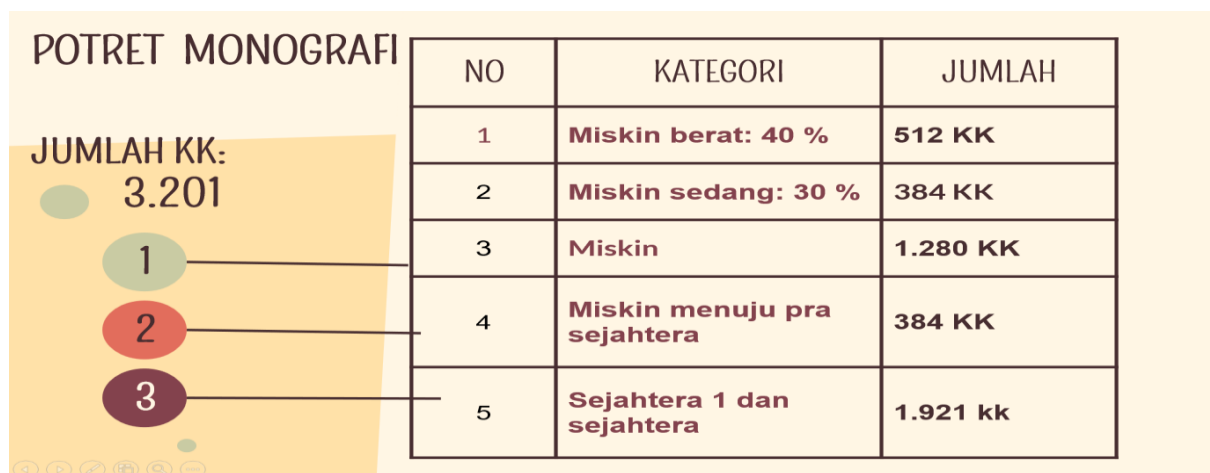 POTRET MONOGRAFI
JUMLAH KK:
3.201
1
2
3
NO KATEGORI JUMLAH
1 Miskin berat: 40 % 512 KK
2 Miskin sedang: 30 % 384 KK
3 Miskin 1.280 KK
4 Miskin menuju pra
sejahtera 384 KK
5 Sejahtera 1 dan
sejahtera 1.921 kk